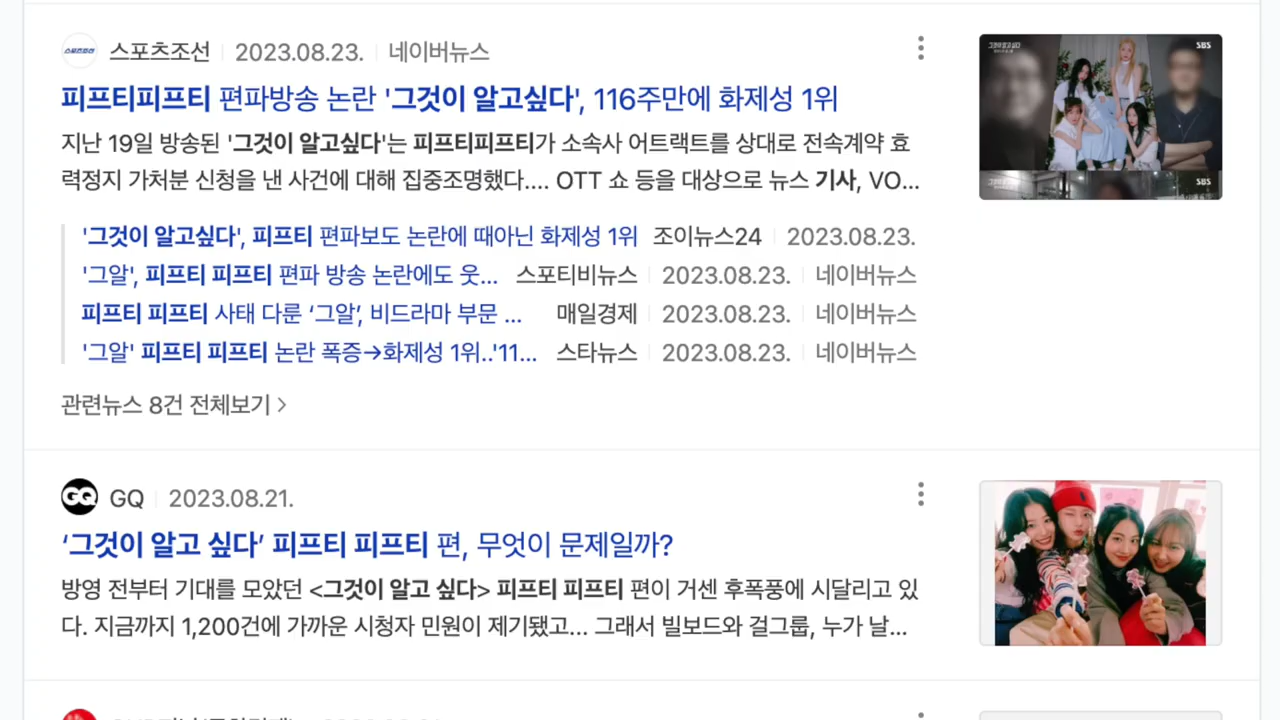 스포츠조선 2023.08.23. 네이버뉴스
피프티피프티 편파방송 논란 '그것이 알고싶다', 116주만에 화제성 1위
지난 19일 방송된 '그것이 알고싶다'는 피프티피프티가 소속사 어트랙트를 상대로 전속계약 효
력정지 가처분 신청을 낸 사건에 대해 집중조명했다.... OTT 쇼 등을 대상으로 뉴스 기사, VO...
SBS
SBS
'그것이 알고싶다', 피프티 편파보도 논란에 때아닌 화제성 1위 조이뉴스24 2023.08.23.
'그알', 피프티 피프티 편파 방송 논란에도 웃... 스포티비뉴스 2023.08.23. 네이버뉴스
피프티 피프티 사태 다룬 ‘그알’, 비드라마 부문 ... 매일경제 2023.08.23. 네이버뉴스
'그알' 피프티 피프티 논란 폭증→화제성 1위..'11... 스타뉴스 2023.08.23. 네이버뉴스
관련뉴스 8건 전체보기
GQ GQ 2023.08.21.
‘그것이 알고 싶다’ 피프티 피프티 편, 무엇이 문제일까?
방영 전부터 기대를 모았던 <그것이 알고 싶다> 피프티 피프티 편이 거센 후폭풍에 시달리고 있
다. 지금까지 1,200건에 가까운 시청자 민원이 제기됐고... 그래서 빌보드와 걸그룹, 누가 날...